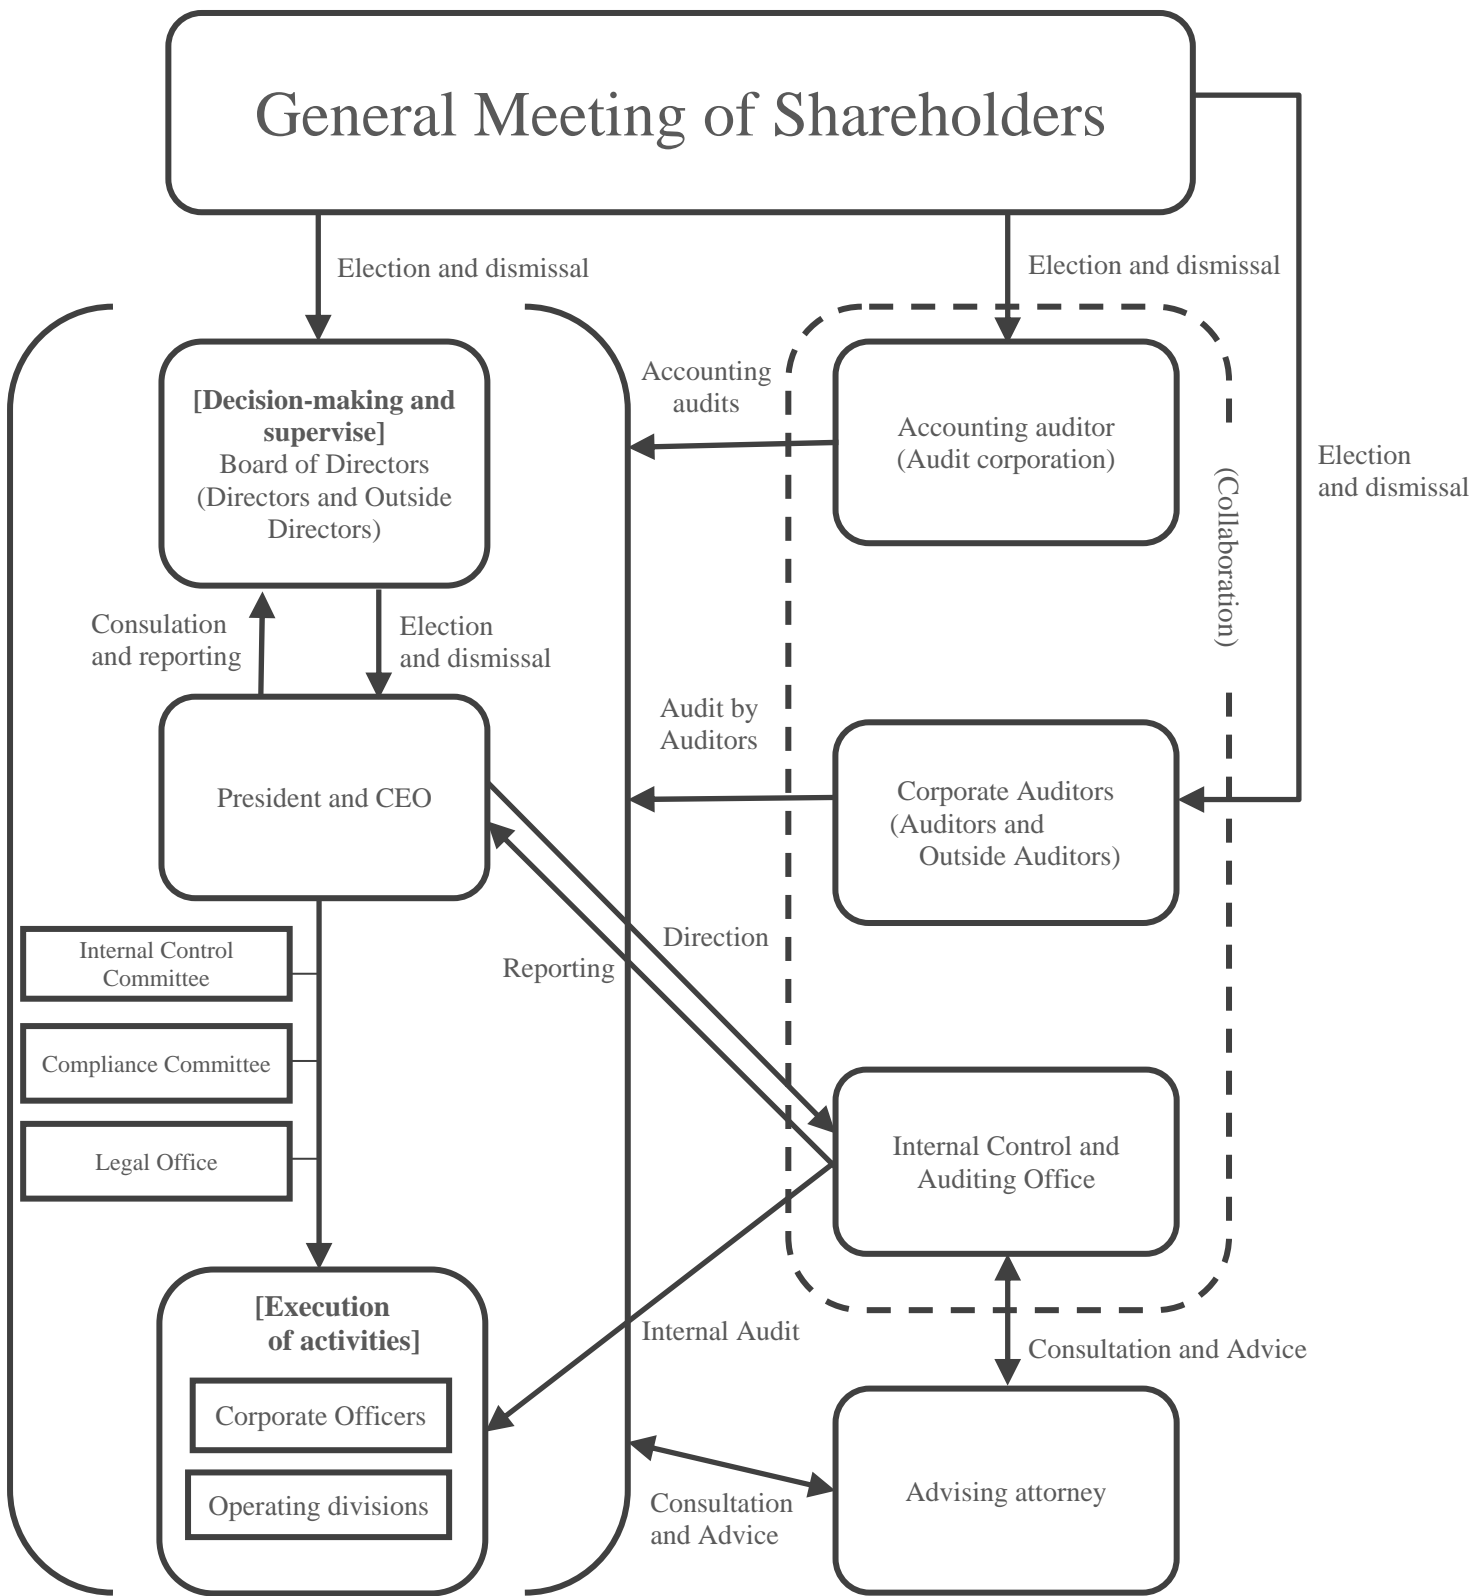 General Meeting of Shareholders
Election and dismissal
Election and dismissal
[Decision-making and
supervise]
Board of Directors
(Directors and Outside
Directors)
Accounting
audits
Accounting auditor
(Audit corporation)
Election
and dismissal
(Collaboration)
Consulation
and reporting
Election
and dismissal
President and CEO
Audit by
Auditors
Corporate Auditors
(Auditors and
Outside Auditors)
Direction
Reporting
Internal Control
Committee
Compliance Committee
Legal Office
Internal Control and
Auditing Office
[Execution
of activities]
Corporate Officers
Operating divisions
Internal Audit
Consultation and Advice
Consultation
and Advice
Advising attorney